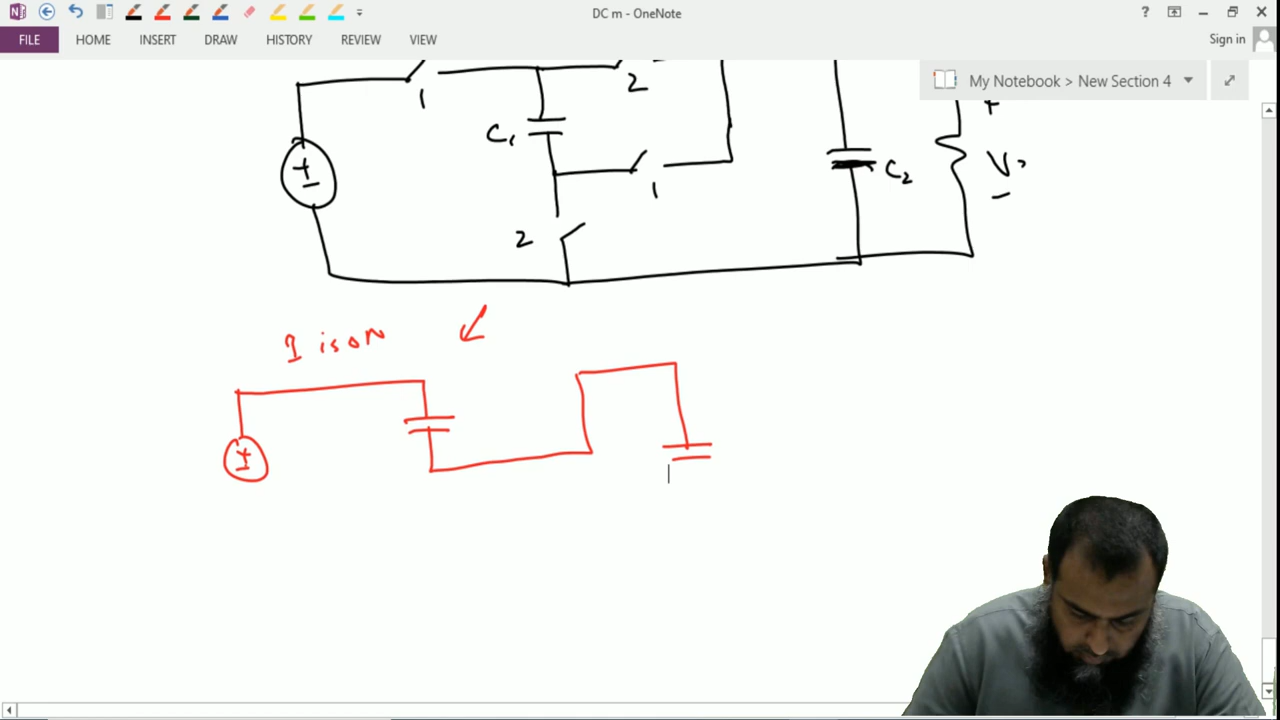 DC m - OneNote
FILE HOME INSERT DRAW HISTORY REVIEW VIEW Sign in
My Notebook > New Section 4
1 2 +
C₁ C₂ V₂
1 −
2
1 is ON